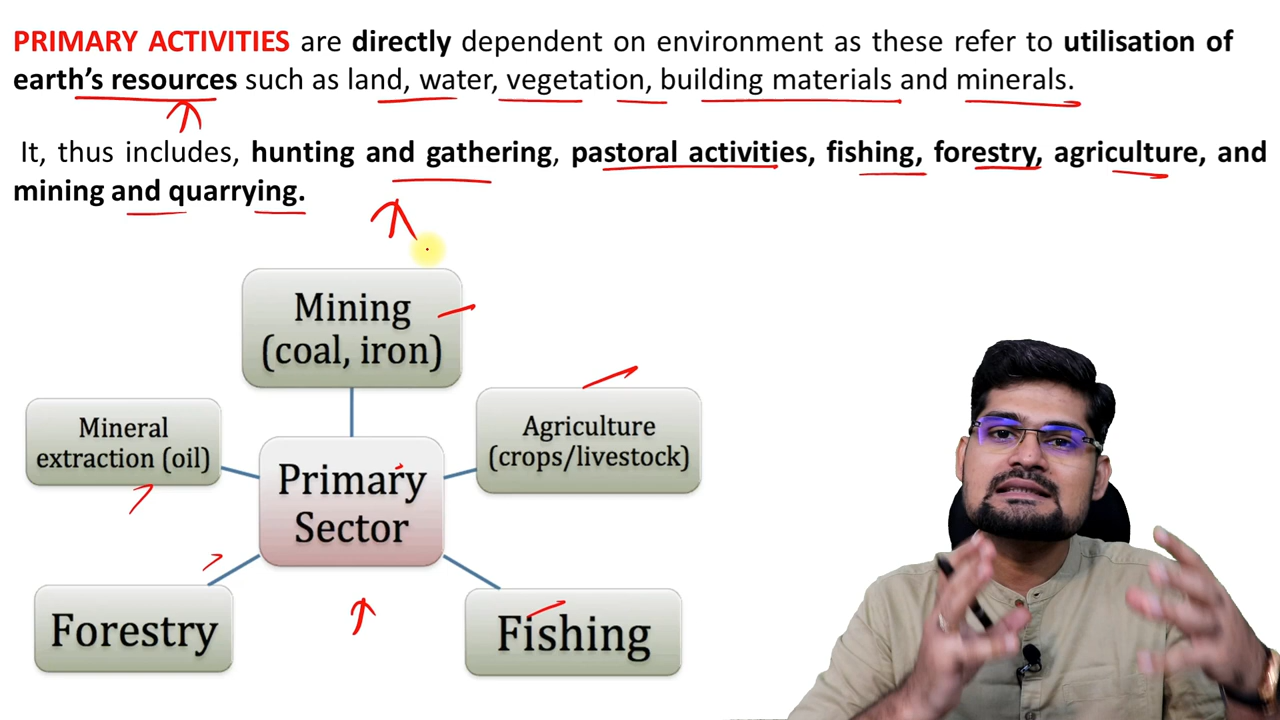 PRIMARY ACTIVITIES are directly dependent on environment as these refer to utilisation of
earth’s resources such as land, water, vegetation, building materials and minerals.
It, thus includes, hunting and gathering, pastoral activities, fishing, forestry, agriculture, and
mining and quarrying.
Mining
(coal, iron)
Mineral
extraction (oil)
Agriculture
(crops/livestock)
Primary
Sector
Forestry
Fishing